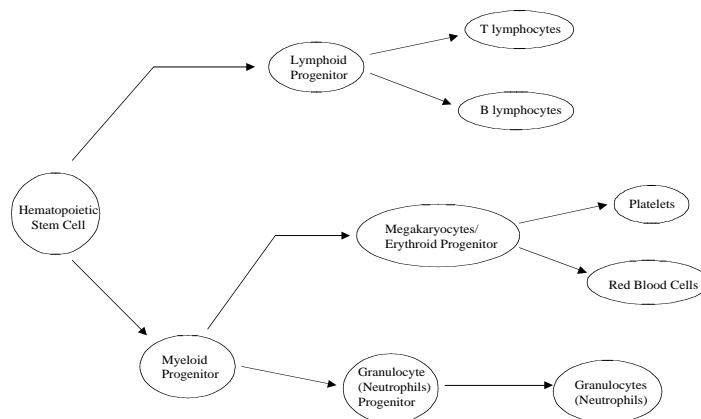 T lymphocytes
Lymphoid
Progenitor
B lymphocytes
Hematopoietic
Stem Cell
Platelets
Megakaryocytes/
Erythroid Progenitor
Red Blood Cells
Myeloid
Progenitor
Granulocyte
(Neutrophils)
Progenitor
Granulocytes
(Neutrophils)